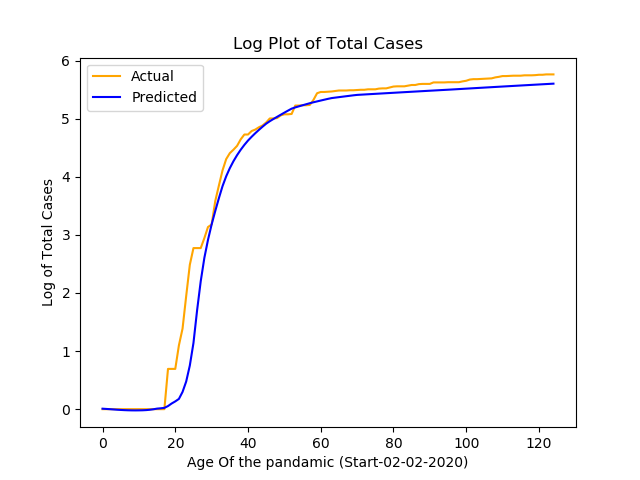 Log Plot of Total Cases
Actual
Predicted
6
5
4
3
2
1
0
Log of Total Cases
0 20 40 60 80 100 120
Age Of the pandamic (Start-02-02-2020)